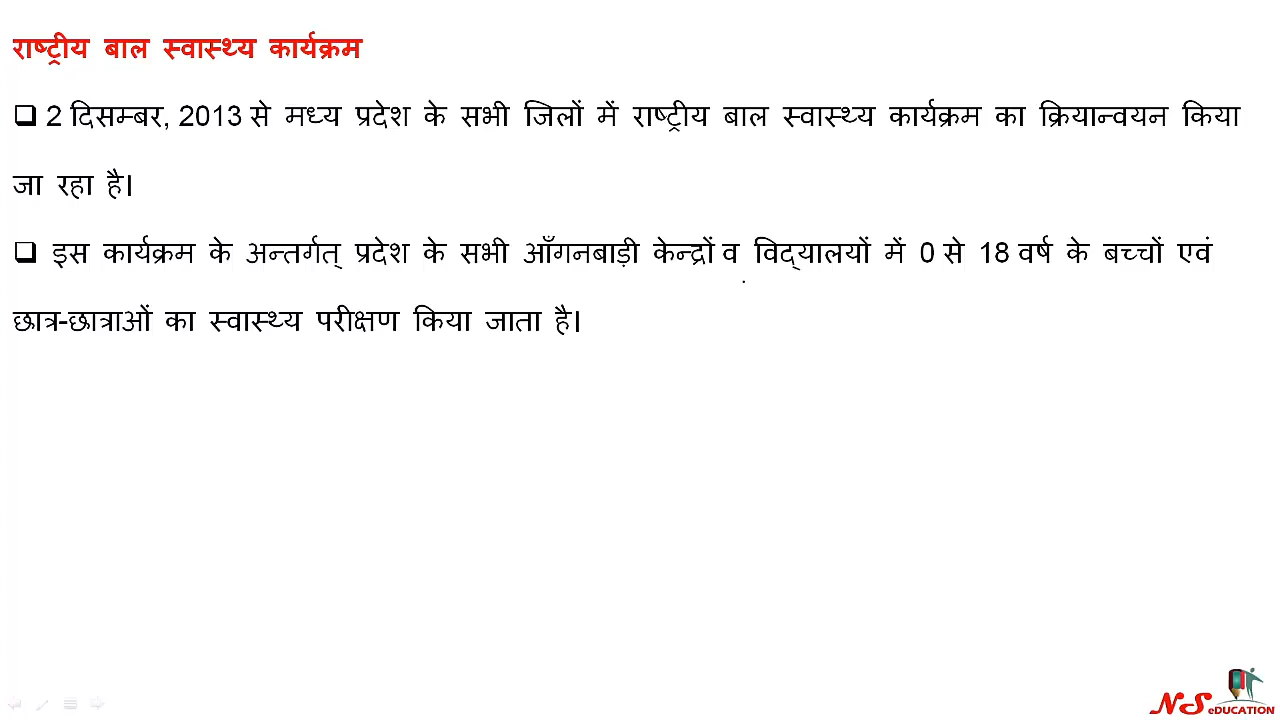 राष्ट्रीय बाल स्वास्थ्य कार्यक्रम
❑ 2 दिसम्बर, 2013 से मध्य प्रदेश के सभी जिलों में राष्ट्रीय बाल स्वास्थ्य कार्यक्रम का क्रियान्वयन किया
जा रहा है।
❑ इस कार्यक्रम के अन्तर्गत् प्रदेश के सभी आँगनबाड़ी केन्द्रों व विद्यालयों में 0 से 18 वर्ष के बच्चों एवं
छात्र-छात्राओं का स्वास्थ्य परीक्षण किया जाता है।
NS eDUCATION